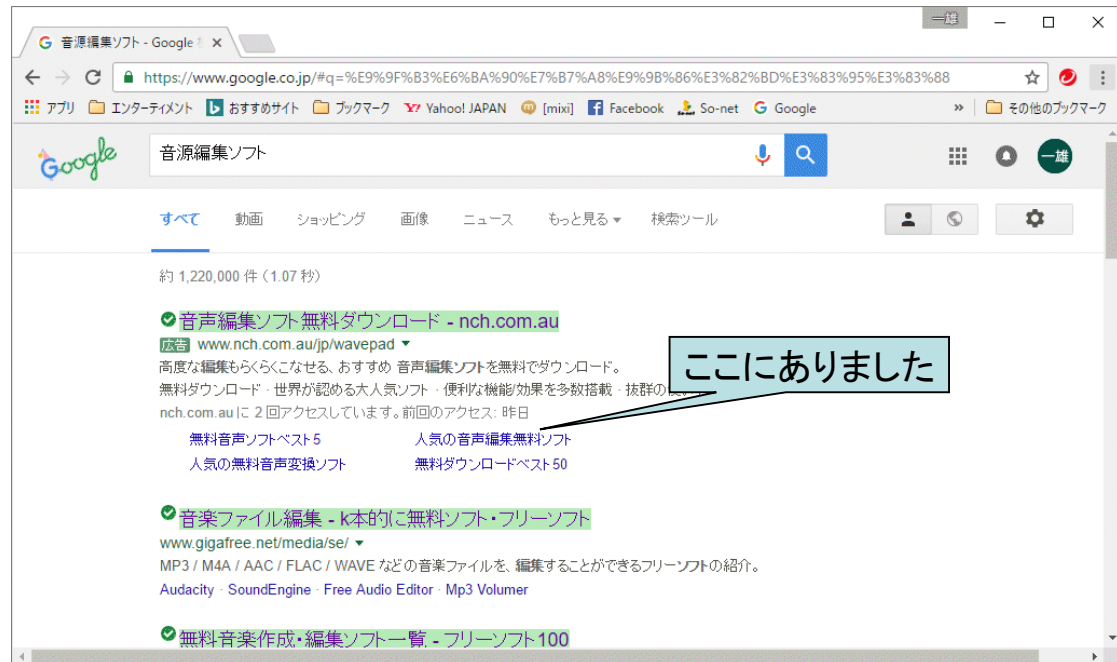 一雄
音源編集ソフト - Google
https://www.google.co.jp/#q=%E9%9F%B3%E6%BA%90%E7%B7%A8%E9%9B%86%E3%82%BD%E3%83%95%E3%83%88
アプリ エンターテイメント おすすめサイト ブックマーク Yahoo! JAPAN [mixi] Facebook So-net Google » その他のブックマーク
Google 音源編集ソフト 一雄
すべて 動画 ショッピング 画像 ニュース もっと見る 検索ツール
約 1,220,000 件 (1.07 秒)
音声編集ソフト無料ダウンロード - nch.com.au
広告 www.nch.com.au/jp/wavepad
高度な編集もらくらくこなせる、おすすめ 音声編集ソフトを無料でダウンロード。
ここにありました
無料ダウンロード · 世界が認める大人気ソフト · 便利な機能/効果を多数搭載 · 抜群の
nch.com.au に 2 回アクセスしています。前回のアクセス: 昨日
無料音声ソフトベスト5 人気の音声編集無料ソフト
人気の無料音声変換ソフト 無料ダウンロードベスト50
音楽ファイル編集 - k本的に無料ソフト・フリーソフト
www.gigafree.net/media/se/
MP3 / M4A / AAC / FLAC / WAVE などの音楽ファイルを、編集することができるフリーソフトの紹介。
Audacity · SoundEngine · Free Audio Editor · Mp3 Volumer
無料音楽作成・編集ソフト一覧 - フリーソフト100